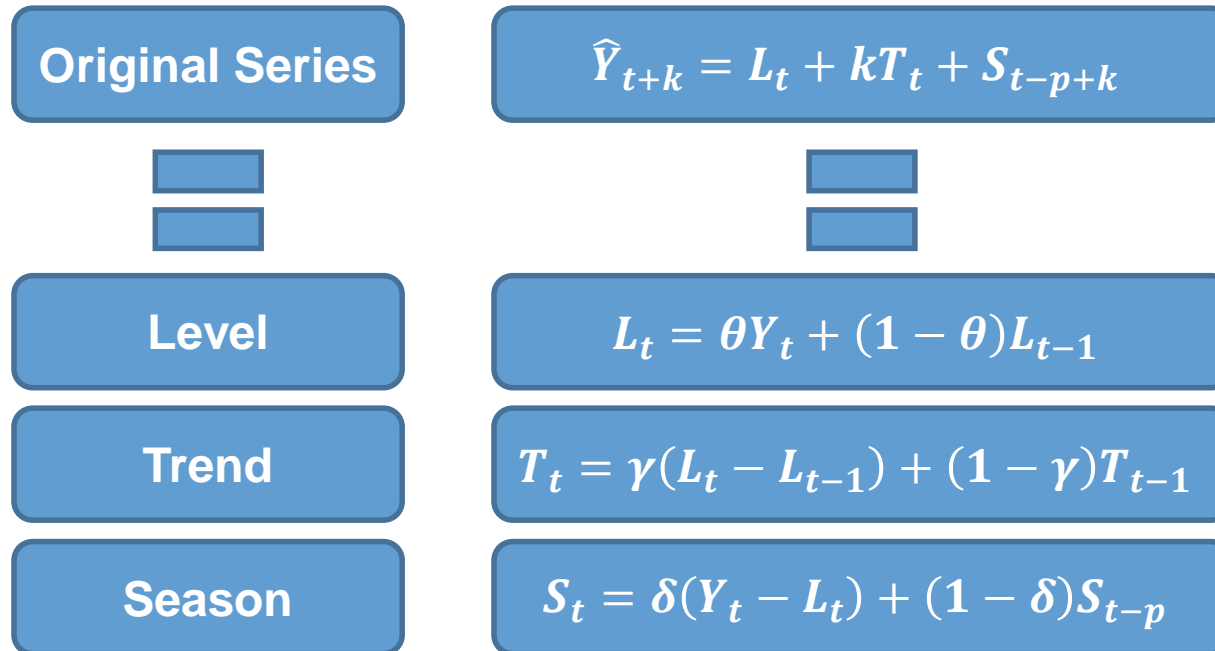 Original Series
Ŷ_{t+k} = L_t + kT_t + S_{t−p+k}
Level
L_t = θY_t + (1 − θ)L_{t−1}
Trend
T_t = γ(L_t − L_{t−1}) + (1 − γ)T_{t−1}
Season
S_t = δ(Y_t − L_t) + (1 − δ)S_{t−p}